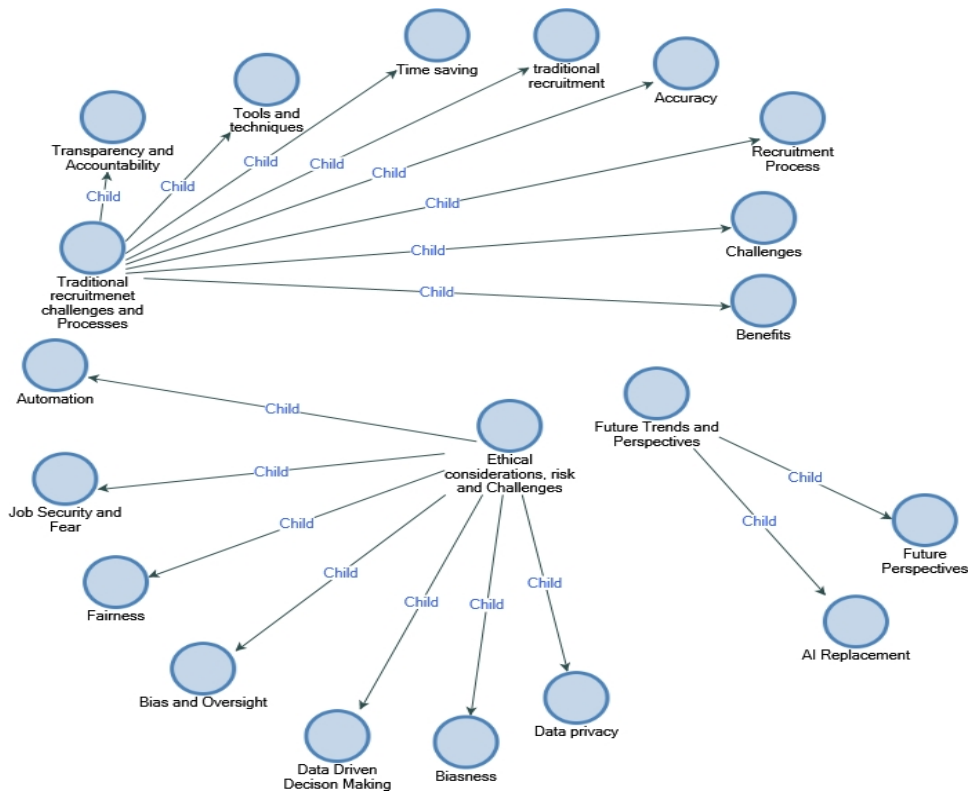 Time saving
traditional
recruitment
Accuracy
Tools and
techniques
Transparency and
Accountability
Recruitment
Process
Child
Child
Child
Child
Child
Child
Child
Child
Challenges
Traditional
recruitmenet
challenges and
Processes
Benefits
Automation
Child
Future Trends and
Perspectives
Ethical
considerations, risk
and Challenges
Child
Job Security and
Fear
Child
Child
Child
Future
Perspectives
Fairness
Child
Child
Child
Child
AI Replacement
Bias and Oversight
Data privacy
Data Driven
Decison Making
Biasness